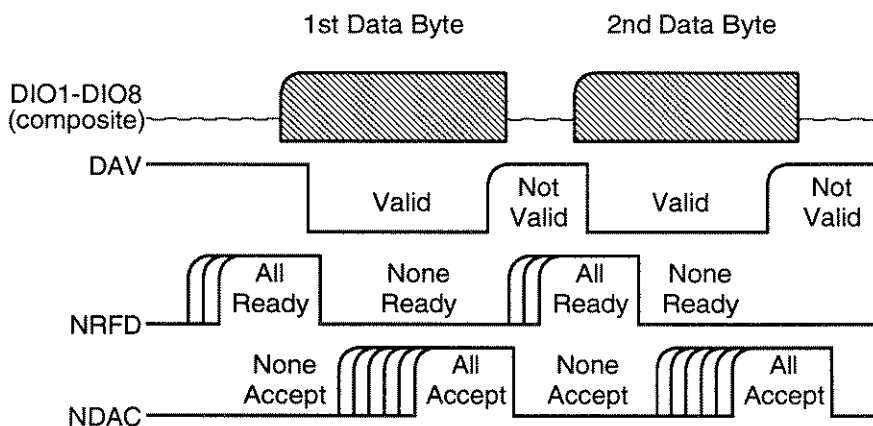 1st Data Byte 2nd Data Byte
DIO1-DIO8
(composite)
DAV
Valid
Not
Valid
Valid
Not
Valid
All
Ready
None
Ready
All
Ready
None
Ready
NRFD
None
Accept
All
Accept
None
Accept
All
Accept
NDAC